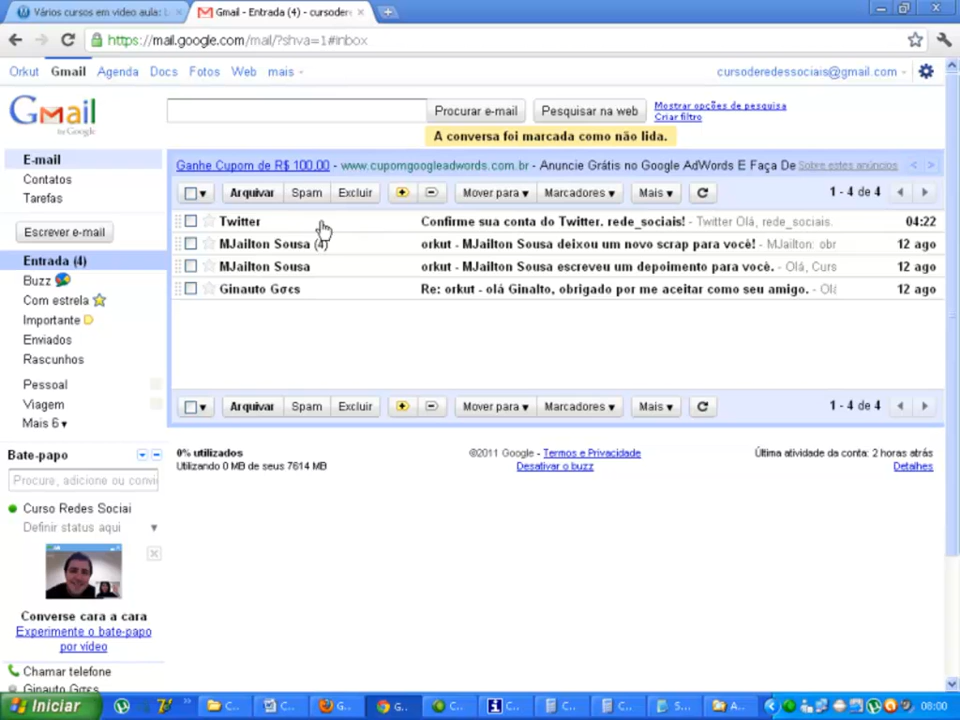 Vários cursos em vídeo aula:
Gmail - Entrada (4) - cursoder
https://mail.google.com/mail/?shva=1#inbox
Orkut Gmail Agenda Docs Fotos Web mais
cursoderedessociais@gmail.com
Gmail
by Google
Procurar e-mail Pesquisar na web Mostrar opções de pesquisa
Criar filtro
A conversa foi marcada como não lida.
E-mail
Contatos
Tarefas
Escrever e-mail
Entrada (4)
Buzz
Com estrela
Importante
Enviados
Rascunhos
Pessoal
Viagem
Mais 6
Ganhe Cupom de R$ 100,00 - www.cupomgoogleadwords.com.br - Anuncie Grátis no Google AdWords E Faça De Sobre estes anúncios < >
Arquivar Spam Excluir Mover para Marcadores Mais 1 - 4 de 4
Twitter Confirme sua conta do Twitter, rede_sociais! - Twitter Olá, rede_sociais. 04:22
MJailton Sousa (4) orkut - MJailton Sousa deixou um novo scrap para você! - MJailton: obr 12 ago
MJailton Sousa orkut - MJailton Sousa escreveu um depoimento para você. - Olá, Curs 12 ago
Ginauto Gσєs Re: orkut - olá Ginalto, obrigado por me aceitar como seu amigo. - Olá 12 ago
Arquivar Spam Excluir Mover para Marcadores Mais 1 - 4 de 4
0% utilizados
Utilizando 0 MB de seus 7614 MB
©2011 Google - Termos e Privacidade
Desativar o buzz
Última atividade da conta: 2 horas atrás
Detalhes
Bate-papo
Procure, adicione ou convi
Curso Redes Sociai
Definir status aqui
Converse cara a cara
Experimente o bate-papo
por vídeo
Chamar telefone
Ginauto Gσєs
Iniciar C... C... G... G... C... C... C... C... S... A... 08:00